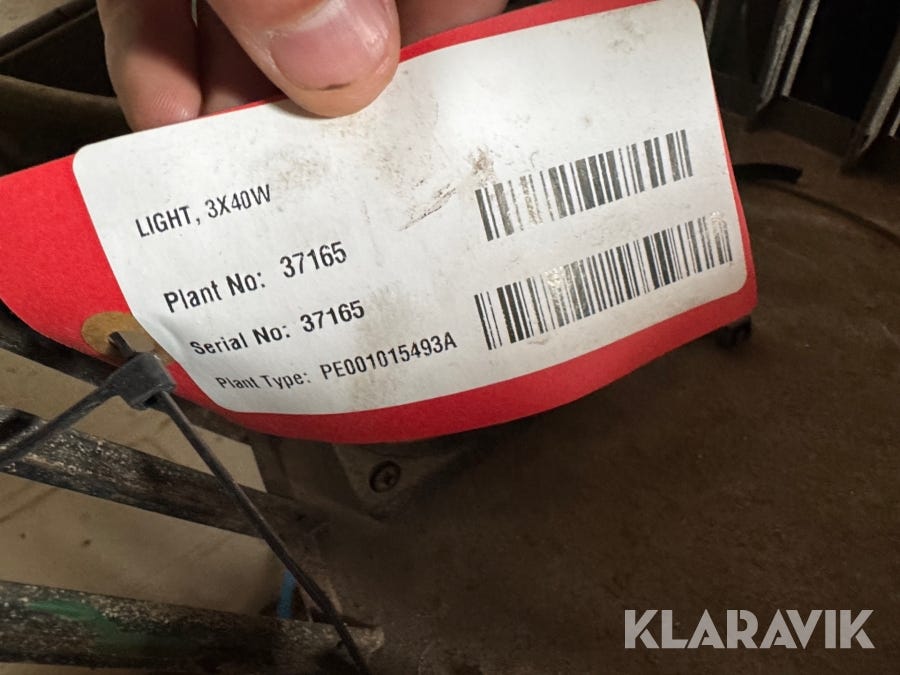 LIGHT, 3X40W
Plant No: 37165
Serial No: 37165
Plant Type: PE001015493A
KLARAVIK